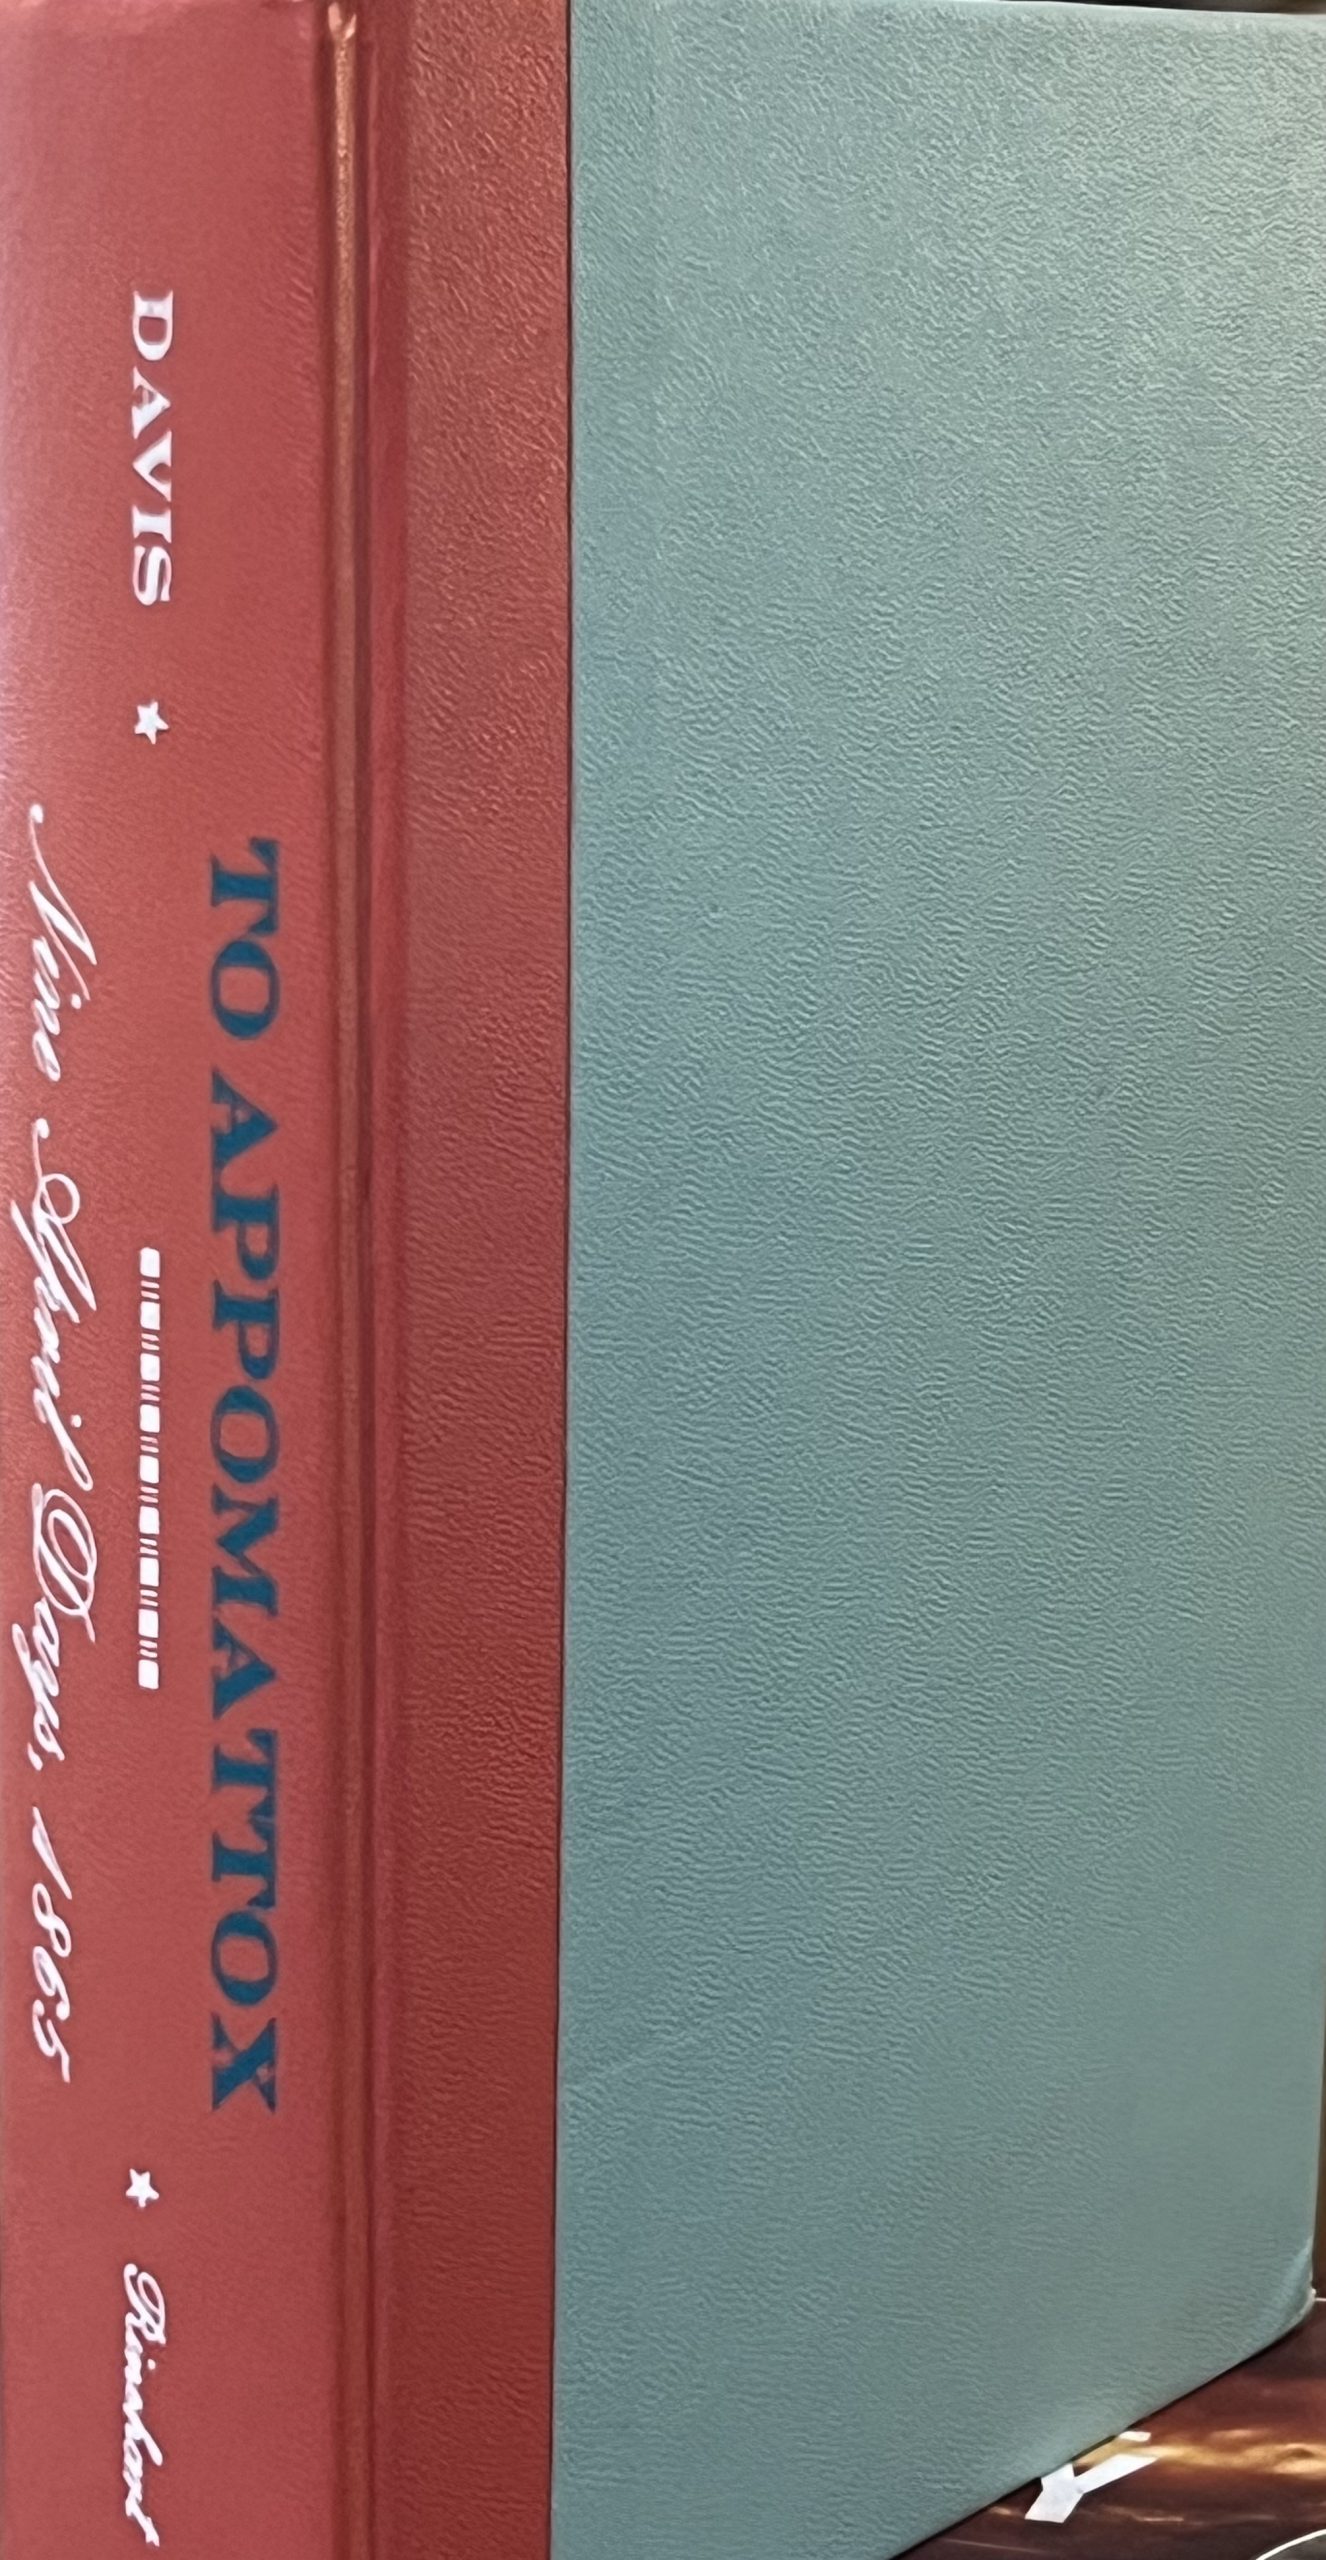 DAVIS
TO APPOMATTOX
Nine April Days, 1865
Rinehart
Y